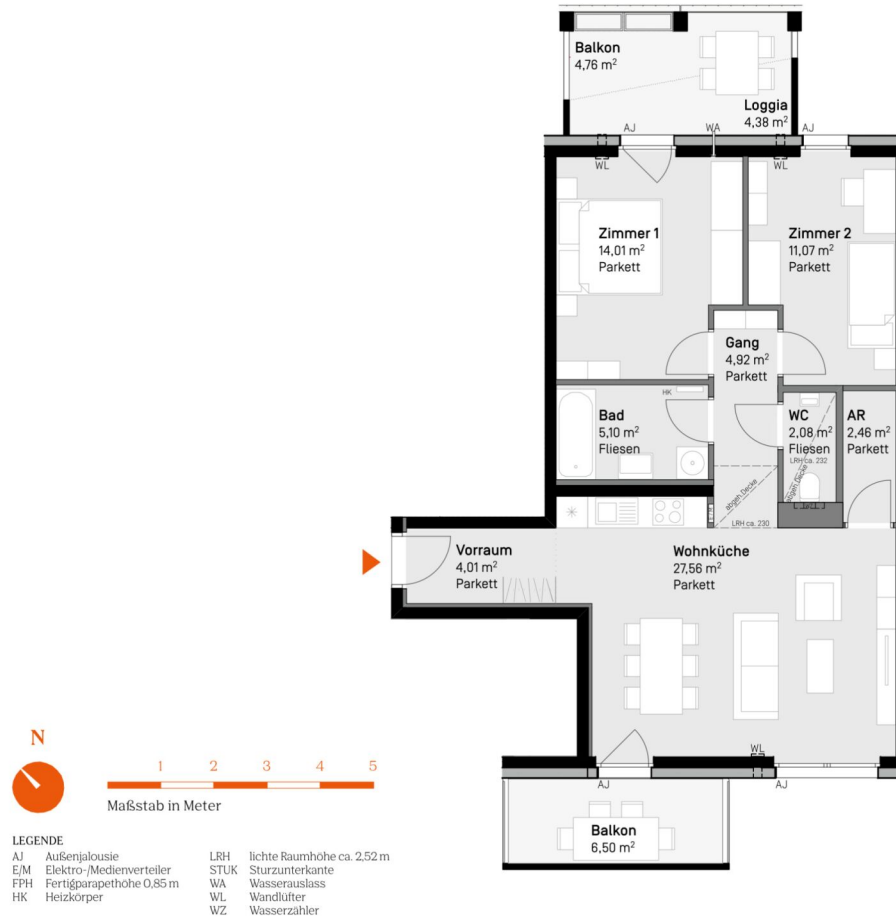 Balkon
4,76 m²
Loggia
4,38 m²
AJ
WA
AJ
WL
WL
Zimmer 1
14,01 m²
Parkett
Zimmer 2
11,07 m²
Parkett
Gang
4,92 m²
Parkett
HK
Bad
5,10 m²
Fliesen
WC
2,08 m²
Fliesen
LRH ca. 232
abgeh.Decke
AR
2,46 m²
Parkett
abgeh.Decke
LRH ca. 230
E/M
Vorraum
4,01 m²
Parkett
Wohnküche
27,56 m²
Parkett
WL
AJ
AJ
Balkon
6,50 m²
N
1 2 3 4 5
Maßstab in Meter
LEGENDE
AJ Außenjalousie
E/M Elektro-/Medienverteiler
FPH Fertigparapethöhe 0,85 m
HK Heizkörper
LRH lichte Raumhöhe ca. 2,52 m
STUK Sturzunterkante
WA Wasserauslass
WL Wandlüfter
WZ Wasserzähler